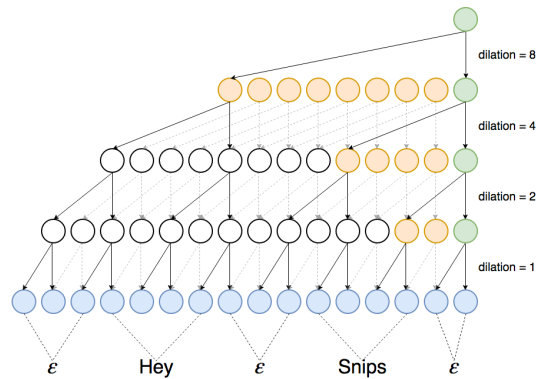 dilation = 8
dilation = 4
dilation = 2
dilation = 1
ε Hey ε Snips ε